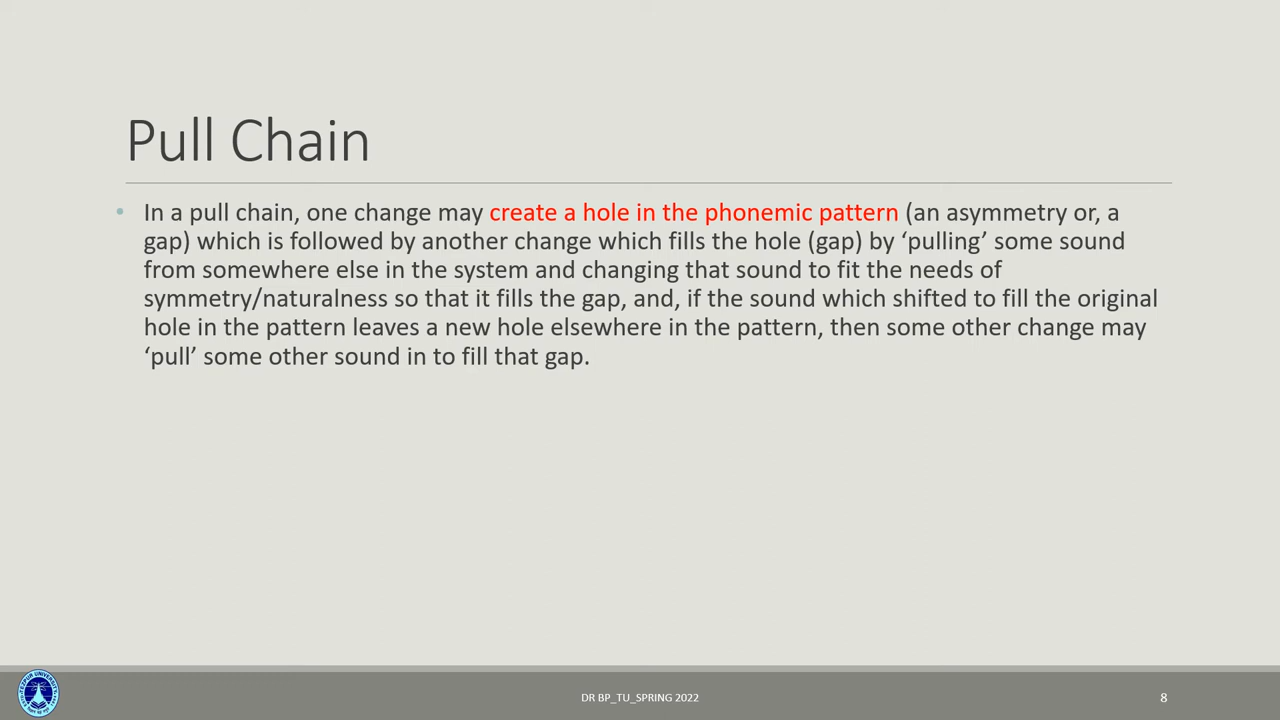 Pull Chain
• In a pull chain, one change may create a hole in the phonemic pattern (an asymmetry or, a
gap) which is followed by another change which fills the hole (gap) by ‘pulling’ some sound
from somewhere else in the system and changing that sound to fit the needs of
symmetry/naturalness so that it fills the gap, and, if the sound which shifted to fill the original
hole in the pattern leaves a new hole elsewhere in the pattern, then some other change may
‘pull’ some other sound in to fill that gap.
DR BP_TU_SPRING 2022
8